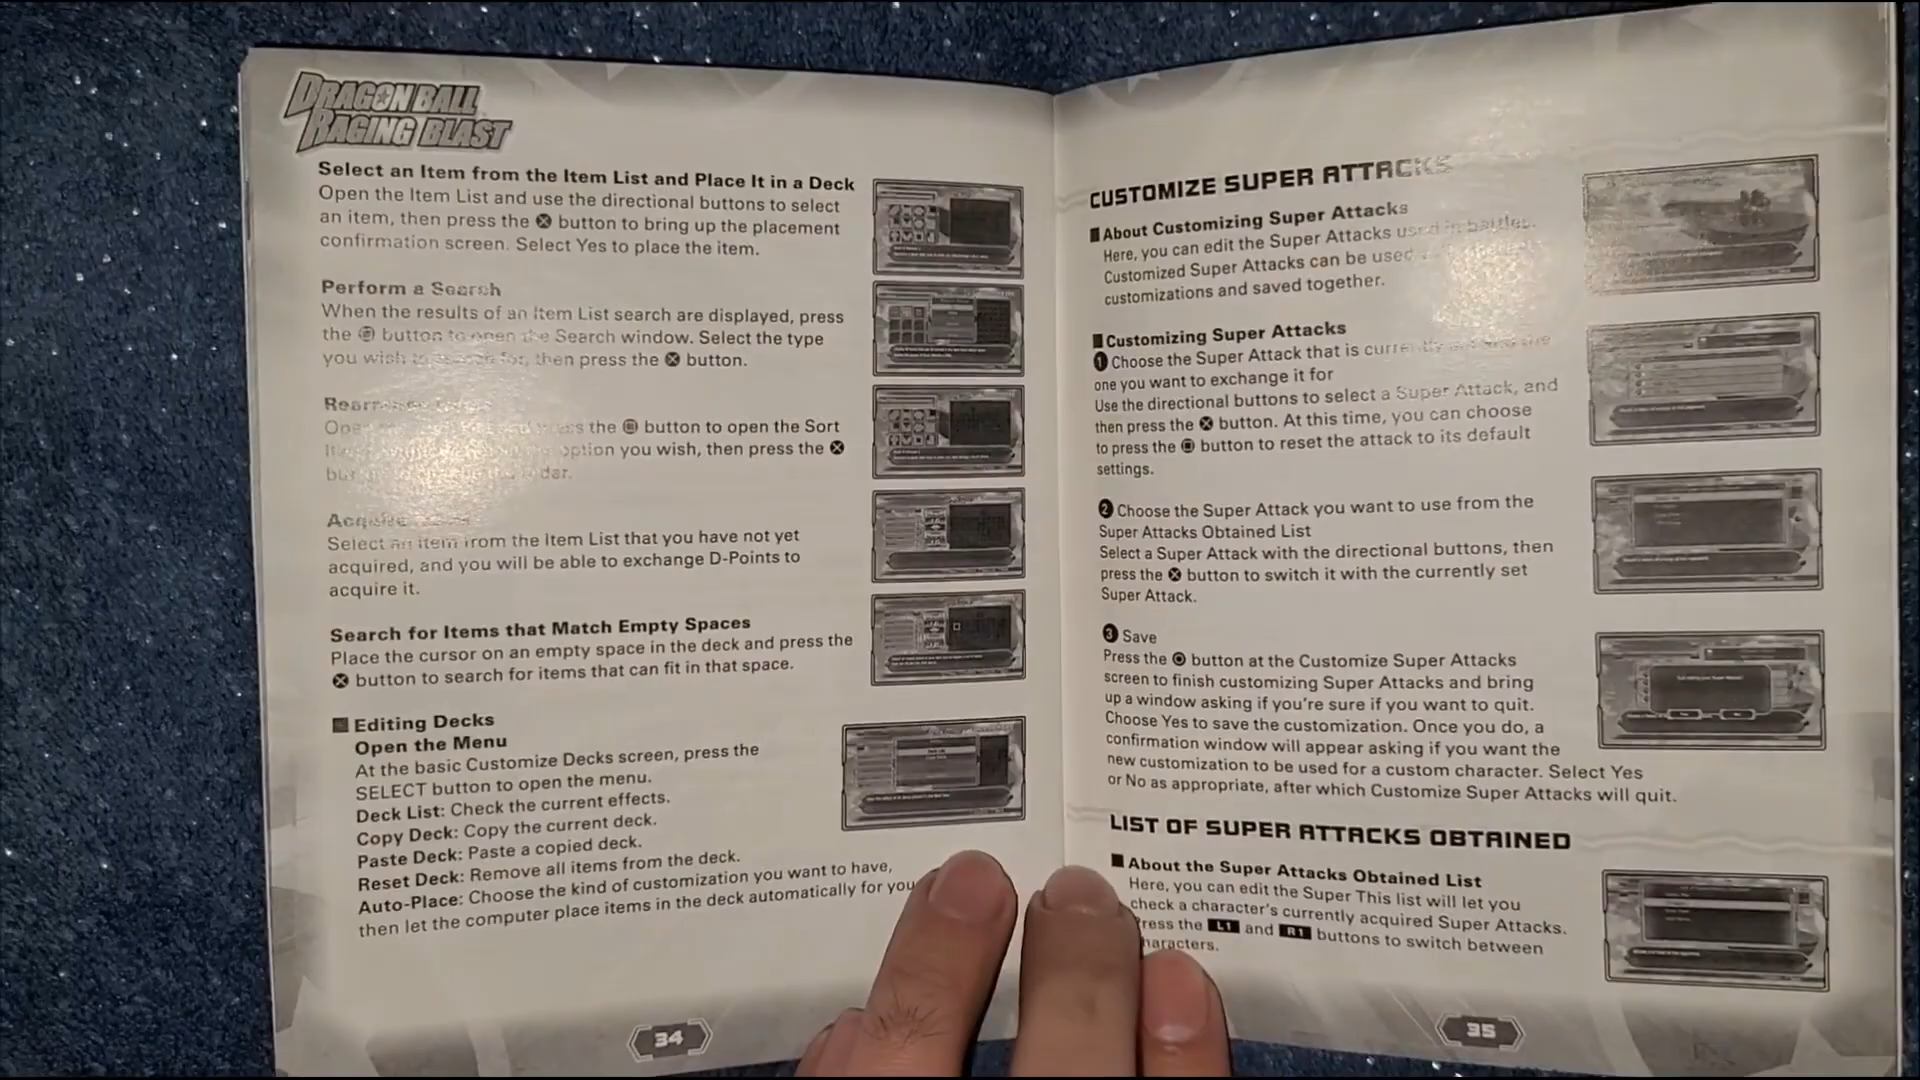 DRAGON BALL
RAGING BLAST
Select an Item from the Item List and Place It in a Deck
Open the Item List and use the directional buttons to select
an item, then press the ⊗ button to bring up the placement
confirmation screen. Select Yes to place the item.
Perform a Search
When the results of an Item List search are displayed, press
the button to open the Search window. Select the type
you wish to search for, then press the ⊗ button.
the button to open the Sort
option you wish, then press the ⊗
Acquire
Select an item from the Item List that you have not yet
acquired, and you will be able to exchange D-Points to
acquire it.
Search for Items that Match Empty Spaces
Place the cursor on an empty space in the deck and press the
⊗ button to search for items that can fit in that space.
■ Editing Decks
Open the Menu
At the basic Customize Decks screen, press the
SELECT button to open the menu.
Deck List: Check the current effects.
Copy Deck: Copy the current deck.
Paste Deck: Paste a copied deck.
Reset Deck: Remove all items from the deck.
Auto-Place: Choose the kind of customization you want to have,
then let the computer place items in the deck automatically for you
34
CUSTOMIZE SUPER ATTACKS
■ About Customizing Super Attacks
Here, you can edit the Super Attacks used in battles.
Customized Super Attacks can be used
customizations and saved together.
■ Customizing Super Attacks
❶ Choose the Super Attack that is currently the
one you want to exchange it for
Use the directional buttons to select a Super Attack, and
then press the ⊗ button. At this time, you can choose
to press the button to reset the attack to its default
settings.
❷ Choose the Super Attack you want to use from the
Super Attacks Obtained List
Select a Super Attack with the directional buttons, then
press the ⊗ button to switch it with the currently set
Super Attack.
❸ Save
Press the ◎ button at the Customize Super Attacks
screen to finish customizing Super Attacks and bring
up a window asking if you're sure if you want to quit.
Choose Yes to save the customization. Once you do, a
confirmation window will appear asking if you want the
new customization to be used for a custom character. Select Yes
or No as appropriate, after which Customize Super Attacks will quit.
LIST OF SUPER ATTACKS OBTAINED
■ About the Super Attacks Obtained List
Here, you can edit the Super This list will let you
check a character's currently acquired Super Attacks.
Press the L1 and R1 buttons to switch between
characters.
35